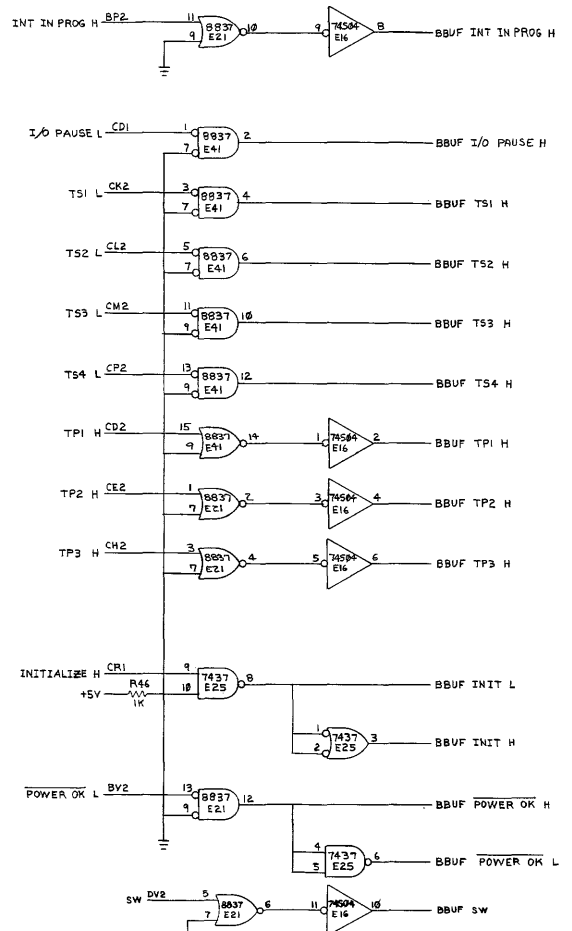 INT IN PROG H BP2 11 8837 10 9 74S04 8 BBUF INT IN PROG H
9 E21 E16
I/O PAUSE L CD1 1 8837 2 BBUF I/O PAUSE H
7 E41
TS1 L CK2 3 8837 4 BBUF TS1 H
7 E41
TS2 L CL2 5 8837 6 BBUF TS2 H
7 E41
TS3 L CM2 11 8837 10 BBUF TS3 H
9 E41
TS4 L CP2 13 8837 12 BBUF TS4 H
9 E41
TP1 H CD2 15 8837 14 1 74S04 2 BBUF TP1 H
9 E41 E16
TP2 H CE2 1 8837 2 3 74S04 4 BBUF TP2 H
7 E21 E16
TP3 H CH2 3 8837 4 5 74S04 6 BBUF TP3 H
7 E21 E16
INITIALIZE H CR1 9 7437 8 BBUF INIT L
+5V R46 10 E25
1K
1 7437 3 BBUF INIT H
2 E25
POWER OK L BV2 13 8837 12 BBUF POWER OK H
9 E21
4 7437 6 BBUF POWER OK L
5 E25
SW DV2 5 8837 6 11 74S04 10 BBUF SW
7 E21 E16